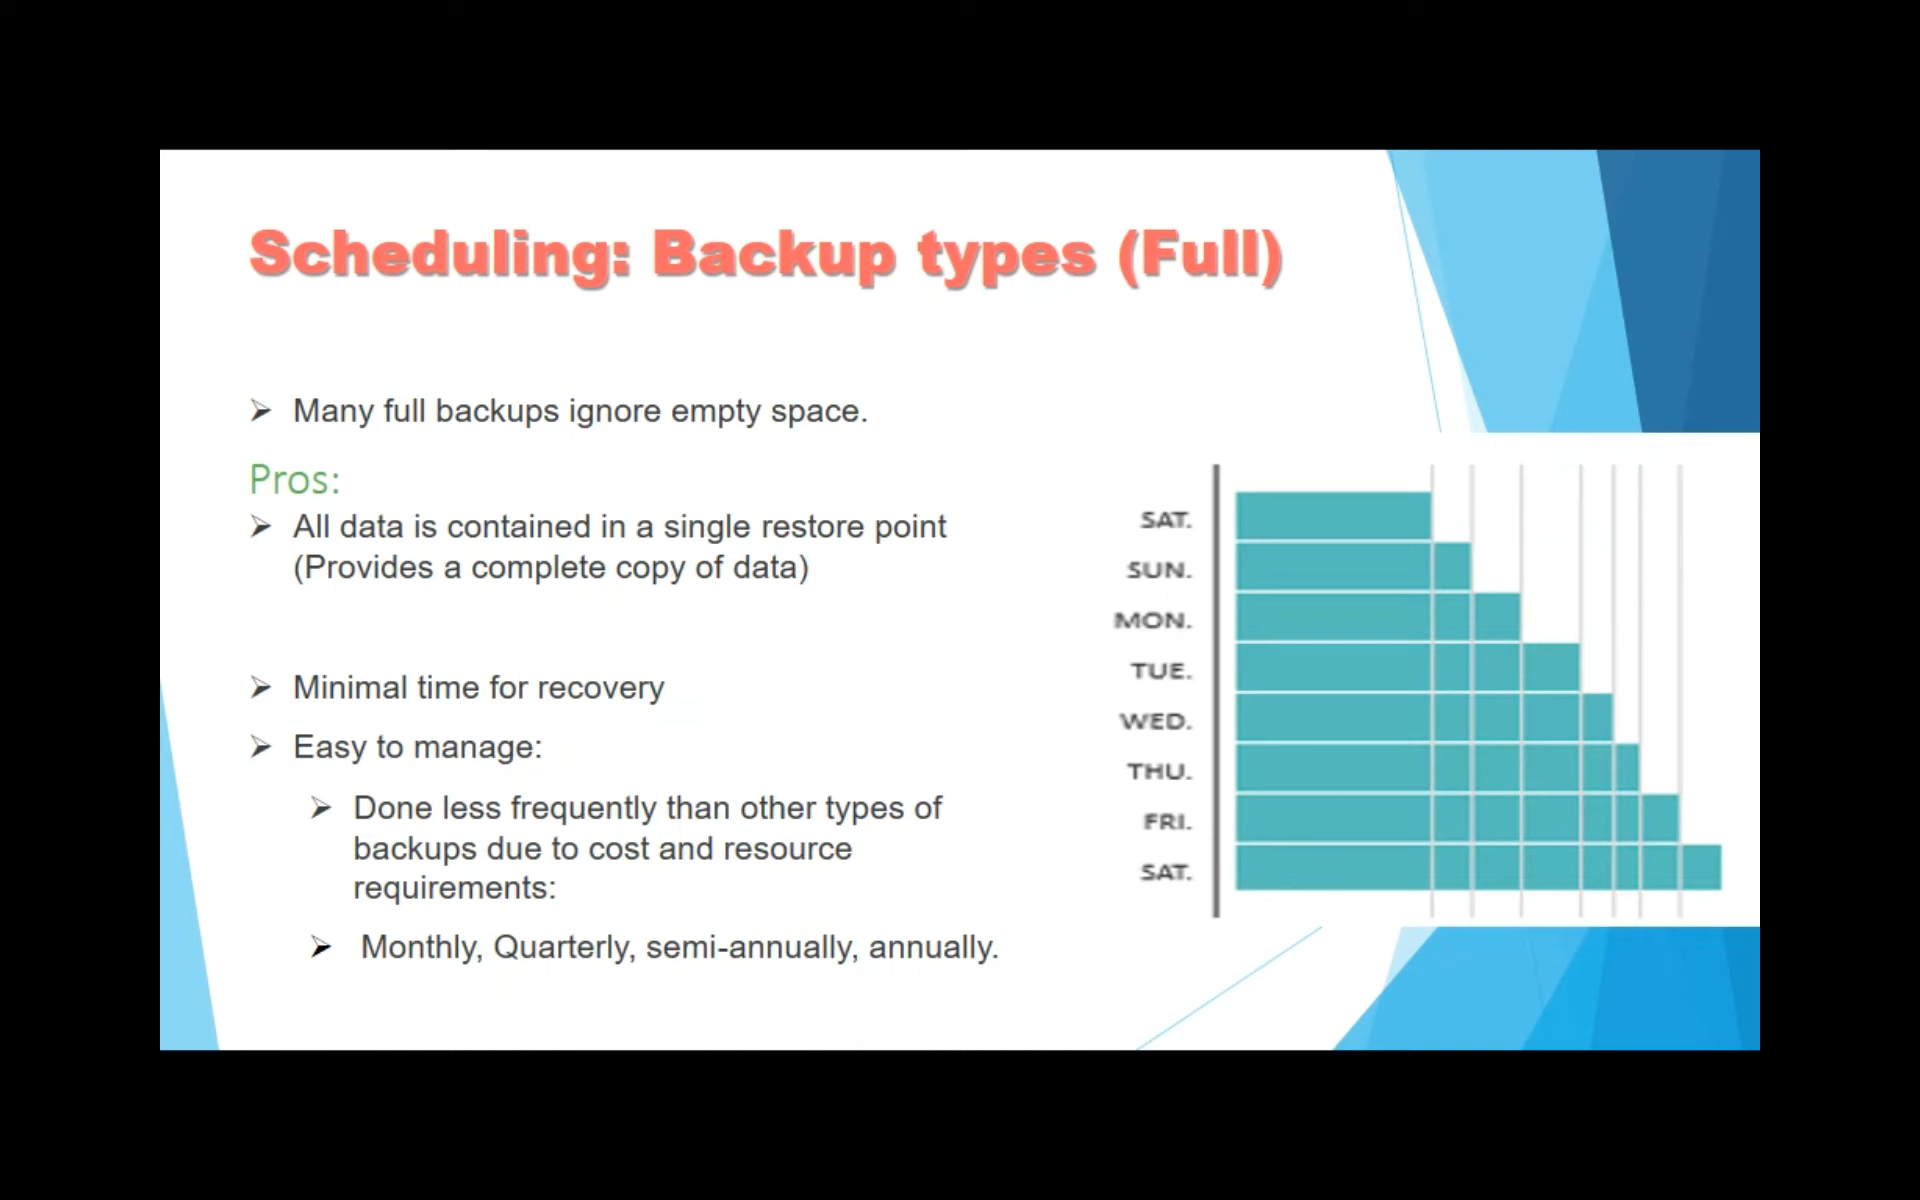 Scheduling: Backup types (Full)
➢ Many full backups ignore empty space.
Pros:
➢ All data is contained in a single restore point
(Provides a complete copy of data)
➢ Minimal time for recovery
➢ Easy to manage:
➢ Done less frequently than other types of
backups due to cost and resource
requirements:
➢ Monthly, Quarterly, semi-annually, annually.
SAT.
SUN.
MON.
TUE.
WED.
THU.
FRI.
SAT.